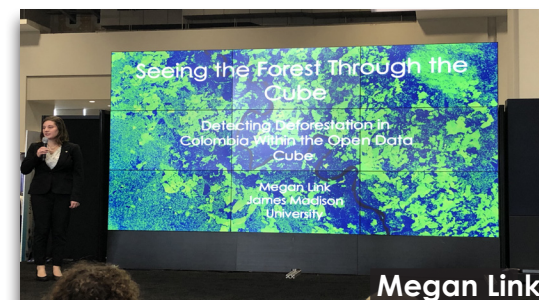 Seeing the Forest Through the
Cube
Detecting Deforestation in
Colombia Within the Open Data
Cube
Megan Link
James Madison
University
Megan Link